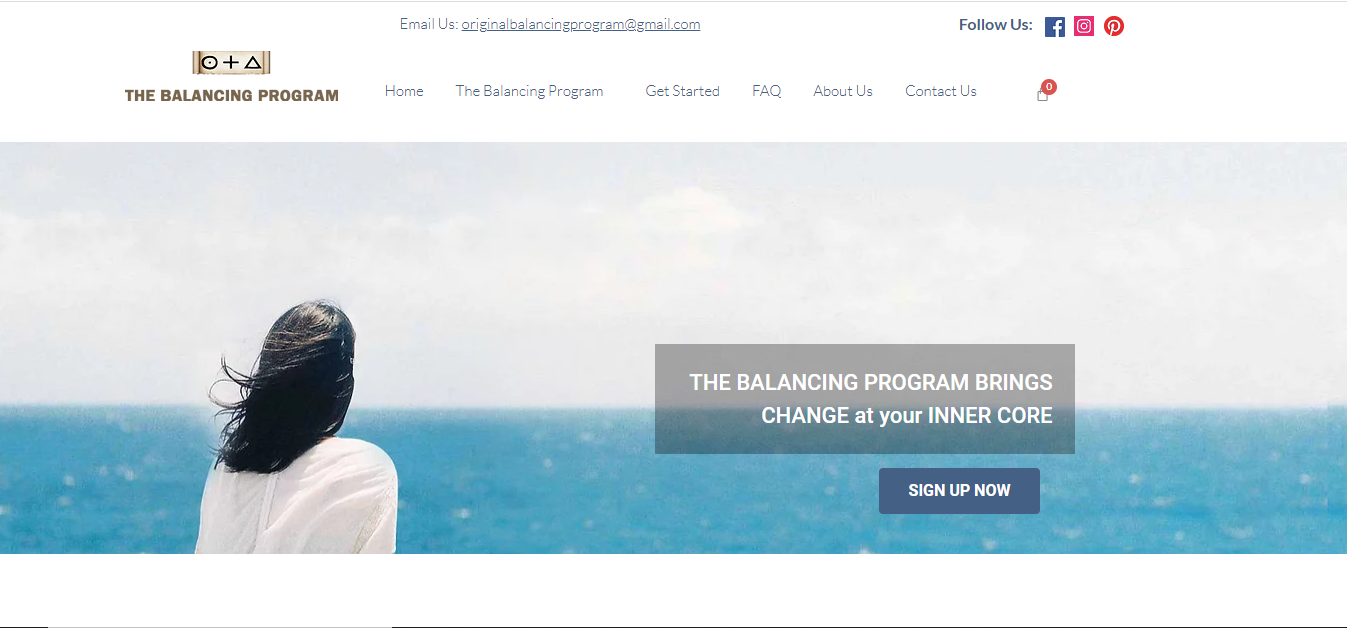 Email Us: originalbalancingprogram@gmail.com
Follow Us:
THE BALANCING PROGRAM
Home
The Balancing Program
Get Started
FAQ
About Us
Contact Us
0
THE BALANCING PROGRAM BRINGS
CHANGE at your INNER CORE
SIGN UP NOW